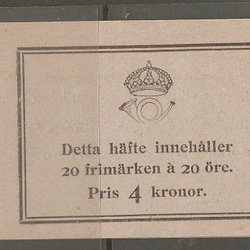 Detta häfte innehåller
20 frimärken à 20 öre.
Pris 4 kronor.